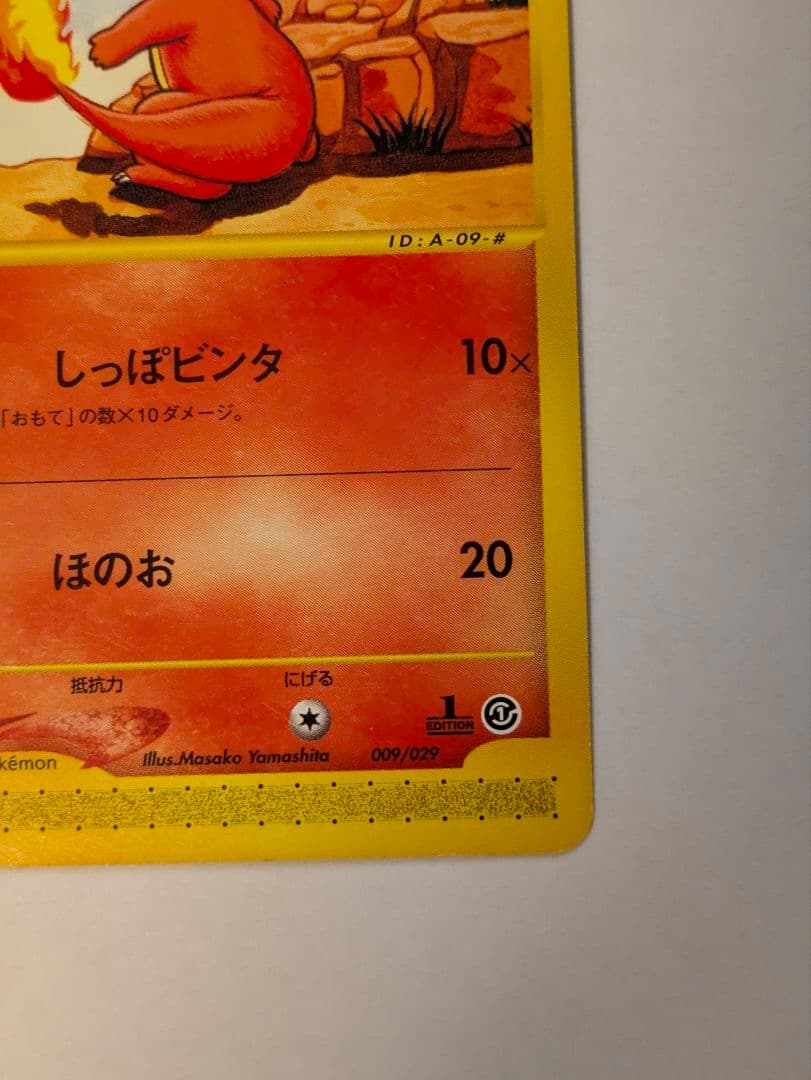 ID: A-09-#
しっぽビンタ 10×
「おもて」の数×10ダメージ。
ほのお 20
抵抗力 にげる
1 EDITION 1
kémon Illus.Masako Yamashita 009/029